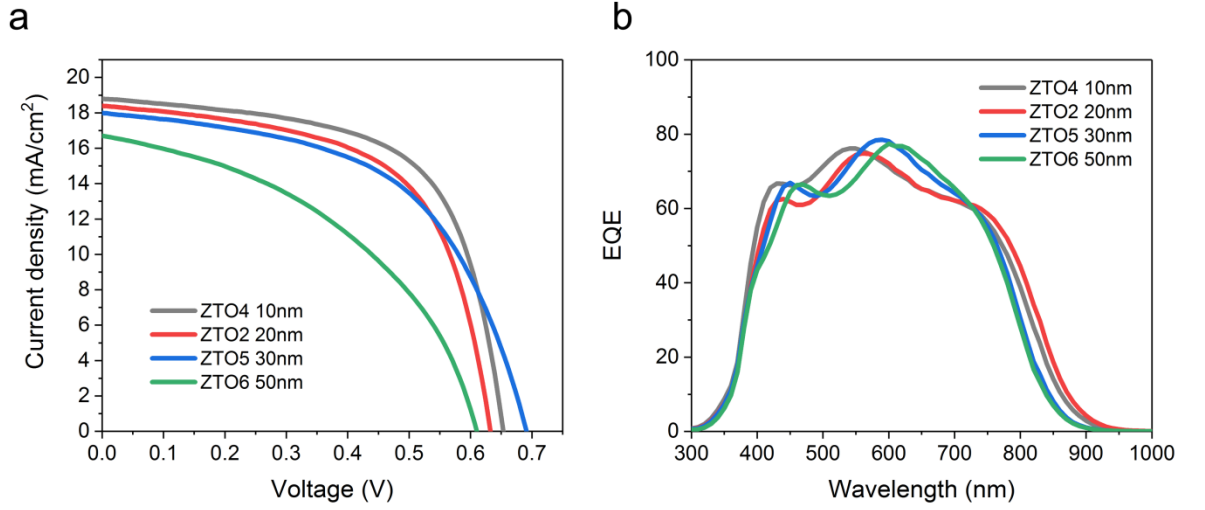 a
20
18
16
14
12
10
8
6
4
2
0
0.0 0.1 0.2 0.3 0.4 0.5 0.6 0.7
Current density (mA/cm²)
Voltage (V)
ZTO4 10nm
ZTO2 20nm
ZTO5 30nm
ZTO6 50nm
b
100
80
60
40
20
0
300 400 500 600 700 800 900 1000
EQE
Wavelength (nm)
ZTO4 10nm
ZTO2 20nm
ZTO5 30nm
ZTO6 50nm